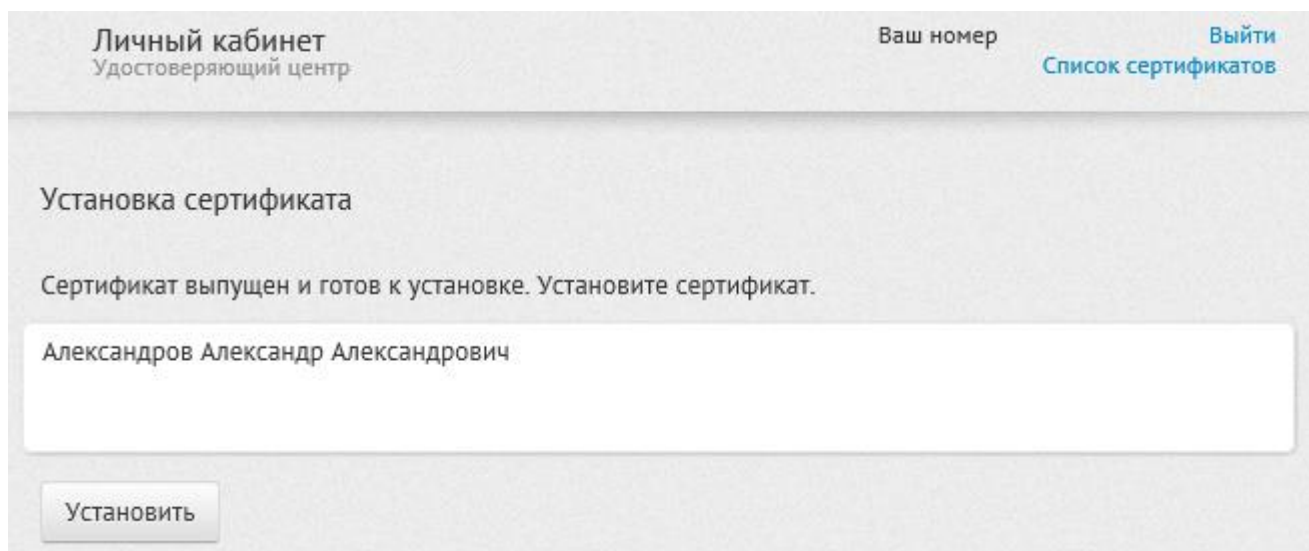 Личный кабинет
Удостоверяющий центр
Ваш номер
Выйти
Список сертификатов
Установка сертификата
Сертификат выпущен и готов к установке. Установите сертификат.
Александров Александр Александрович
Установить